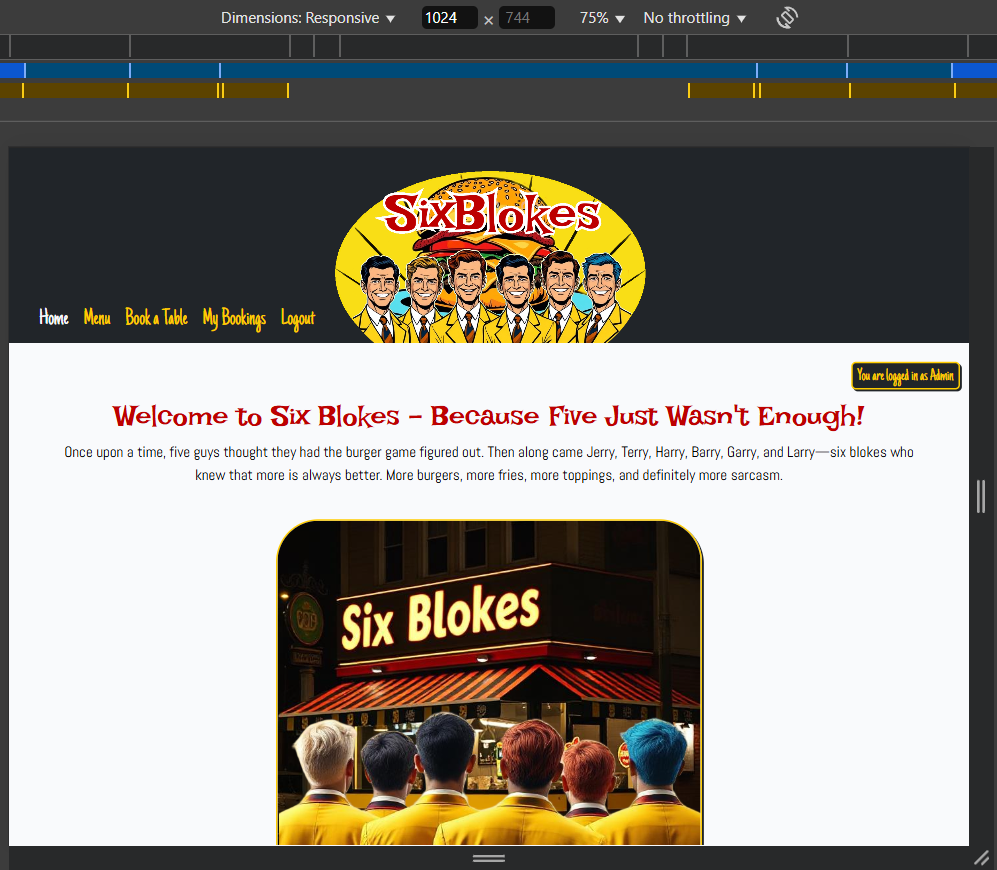 Dimensions: Responsive ▼ 1024 × 744 75% ▼ No throttling ▼
SixBlokes
Home Menu Book a Table My Bookings Logout
You are logged in as Admin
Welcome to Six Blokes – Because Five Just Wasn't Enough!
Once upon a time, five guys thought they had the burger game figured out. Then along came Jerry, Terry, Harry, Barry, Garry, and Larry—six blokes who
knew that more is always better. More burgers, more fries, more toppings, and definitely more sarcasm.
Six Blokes